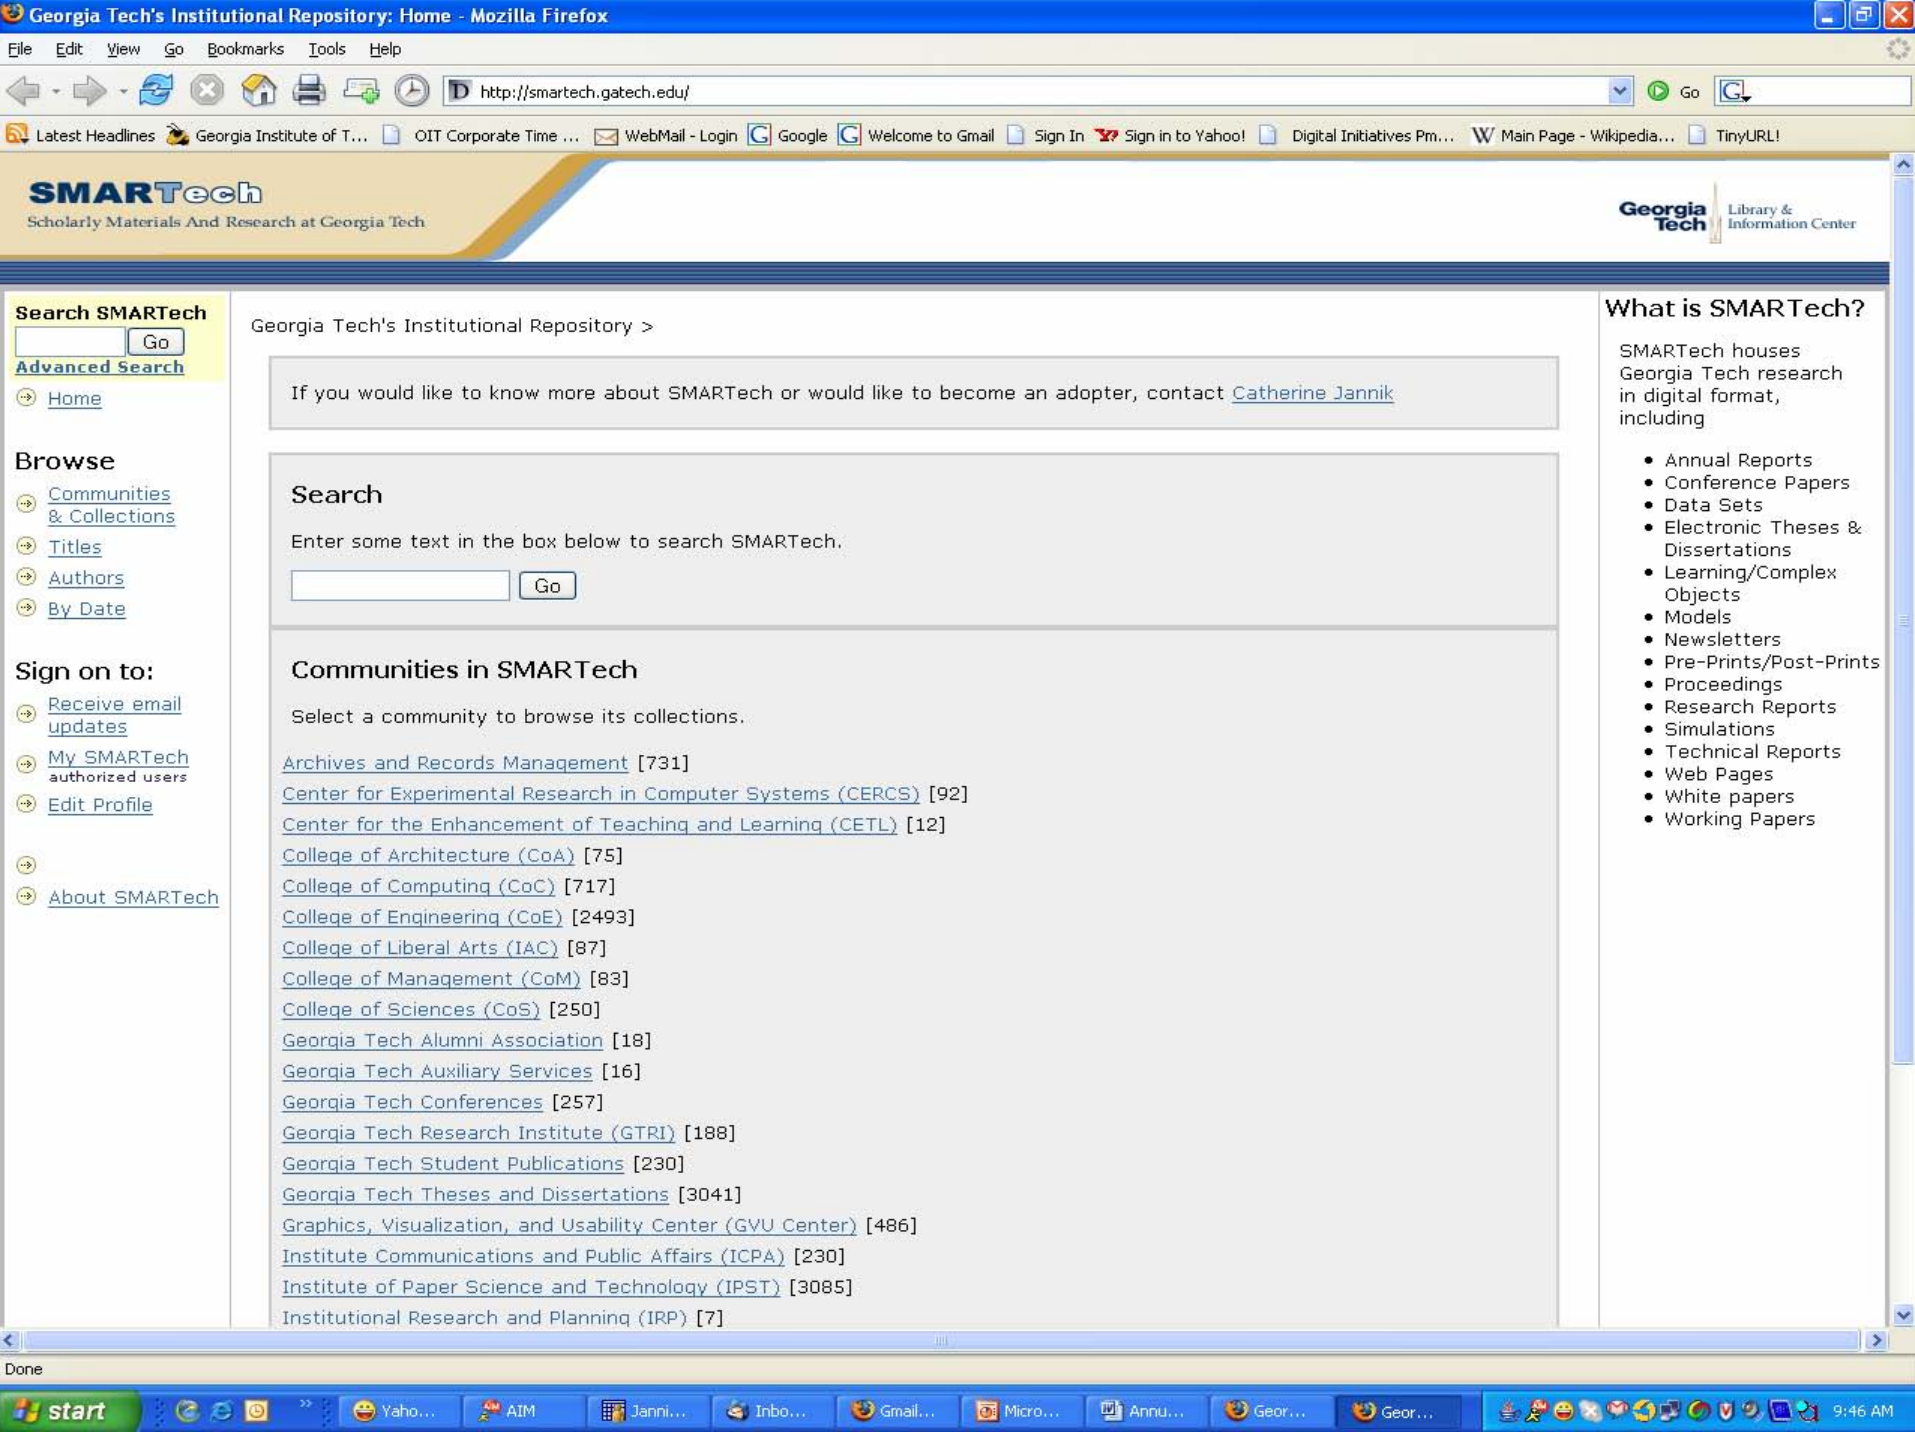 Georgia Tech's Institutional Repository: Home - Mozilla Firefox
File Edit View Go Bookmarks Tools Help
D http://smartech.gatech.edu/ Go G
Latest Headlines Georgia Institute of T... OIT Corporate Time ... WebMail - Login G Google G Welcome to Gmail Sign In Y! Sign in to Yahoo! Digital Initiatives Pm... W Main Page - Wikipedia... TinyURL!
SMARTech
Scholarly Materials And Research at Georgia Tech
Georgia Tech
Library & Information Center
Search SMARTech
Go
Advanced Search
Home
Browse
Communities
& Collections
Titles
Authors
By Date
Sign on to:
Receive email
updates
My SMARTech
authorized users
Edit Profile
About SMARTech
Georgia Tech's Institutional Repository >
If you would like to know more about SMARTech or would like to become an adopter, contact Catherine Jannik
Search
Enter some text in the box below to search SMARTech.
Go
Communities in SMARTech
Select a community to browse its collections.
Archives and Records Management [731]
Center for Experimental Research in Computer Systems (CERCS) [92]
Center for the Enhancement of Teaching and Learning (CETL) [12]
College of Architecture (CoA) [75]
College of Computing (CoC) [717]
College of Engineering (CoE) [2493]
College of Liberal Arts (IAC) [87]
College of Management (CoM) [83]
College of Sciences (CoS) [250]
Georgia Tech Alumni Association [18]
Georgia Tech Auxiliary Services [16]
Georgia Tech Conferences [257]
Georgia Tech Research Institute (GTRI) [188]
Georgia Tech Student Publications [230]
Georgia Tech Theses and Dissertations [3041]
Graphics, Visualization, and Usability Center (GVU Center) [486]
Institute Communications and Public Affairs (ICPA) [230]
Institute of Paper Science and Technology (IPST) [3085]
Institutional Research and Planning (IRP) [7]
What is SMARTech?
SMARTech houses
Georgia Tech research
in digital format,
including
• Annual Reports
• Conference Papers
• Data Sets
• Electronic Theses &
Dissertations
• Learning/Complex
Objects
• Models
• Newsletters
• Pre-Prints/Post-Prints
• Proceedings
• Research Reports
• Simulations
• Technical Reports
• Web Pages
• White papers
• Working Papers
Done
start Yaho... AIM Janni... Inbo... Gmail... Micro... Annu... Geor... Geor... 9:46 AM